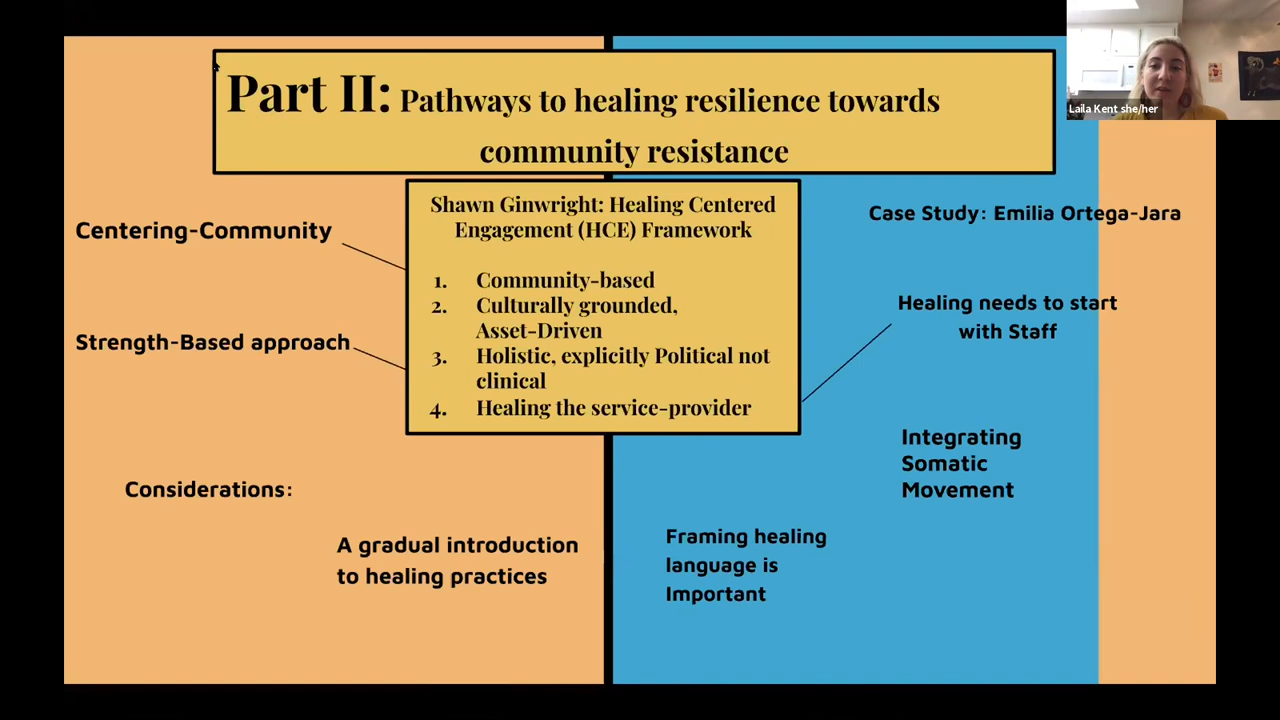 Part II: Pathways to healing resilience towards
community resistance
Laila Kent she/her
Shawn Ginwright: Healing Centered
Engagement (HCE) Framework
1. Community-based
2. Culturally grounded,
Asset-Driven
3. Holistic, explicitly Political not
clinical
4. Healing the service-provider
Centering-Community
Strength-Based approach
Considerations:
A gradual introduction
to healing practices
Case Study: Emilia Ortega-Jara
Healing needs to start
with Staff
Integrating
Somatic
Movement
Framing healing
language is
Important